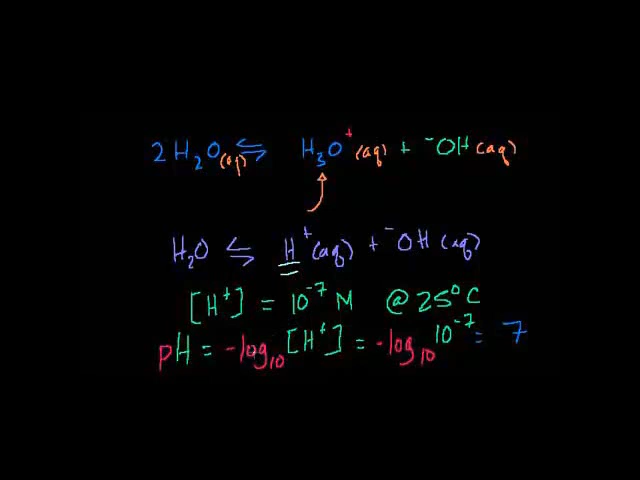 2 H₂O(aq) ⇌ H₃O⁺(aq) + ⁻OH(aq)
H₂O ⇌ H⁺(aq) + ⁻OH(aq)
[H⁺] = 10⁻⁷ M @ 25°C
pH = -log₁₀ [H⁺] = -log₁₀ 10⁻⁷ = 7